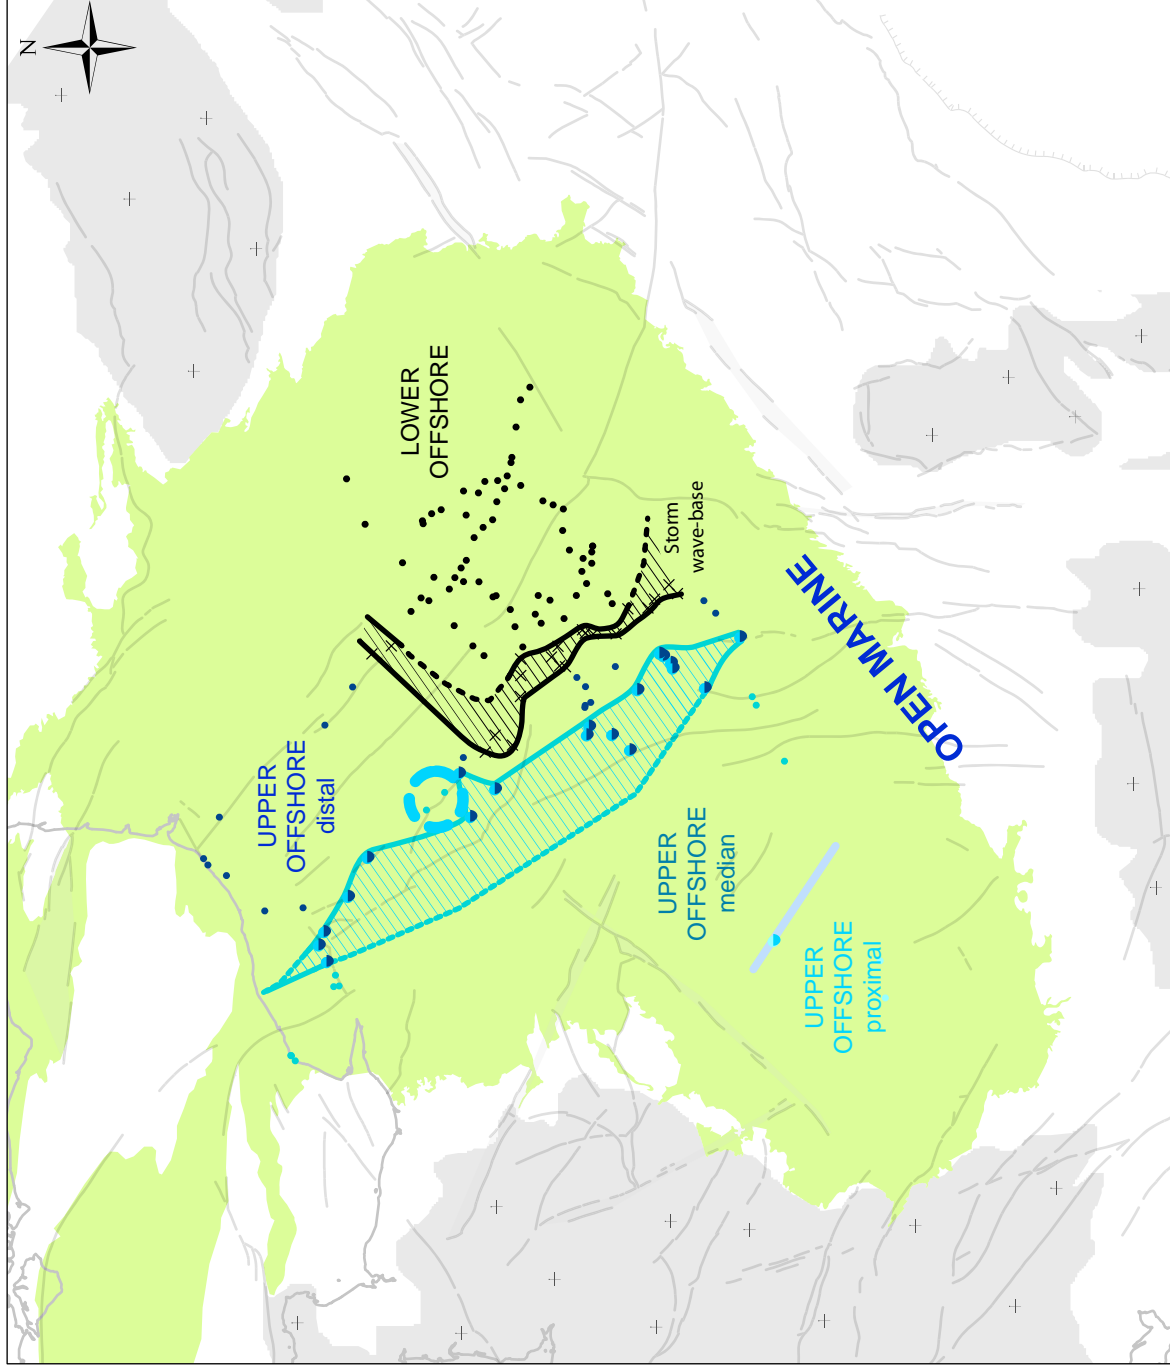 N
LOWER
OFFSHORE
Storm
wave-base
UPPER
OFFSHORE
distal
OPEN MARINE
UPPER
OFFSHORE
median
UPPER
OFFSHORE
proximal